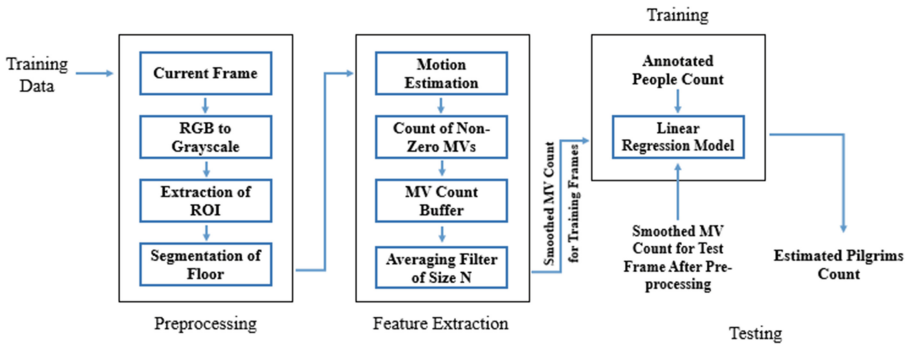 Training
Data
Current Frame
RGB to
Grayscale
Extraction of
ROI
Segmentation of
Floor
Preprocessing
Motion
Estimation
Count of Non-
Zero MVs
MV Count
Buffer
Averaging Filter
of Size N
Feature Extraction
Smoothed MV Count
for Training Frames
Training
Annotated
People Count
Linear
Regression Model
Smoothed MV
Count for Test
Frame After Pre-
processing
Estimated Pilgrims
Count
Testing